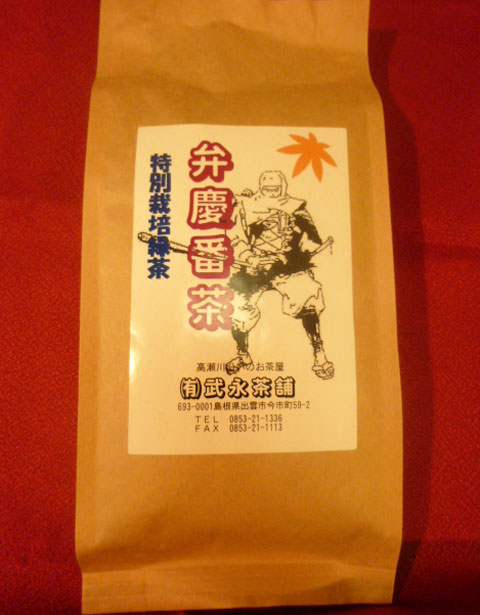 弁慶番茶
特別栽培緑茶
高瀬川沿いのお茶屋
㈲武永茶舗
693-0001島根県出雲市今市町59-2
TEL 0853-21-1336
FAX 0853-21-1113